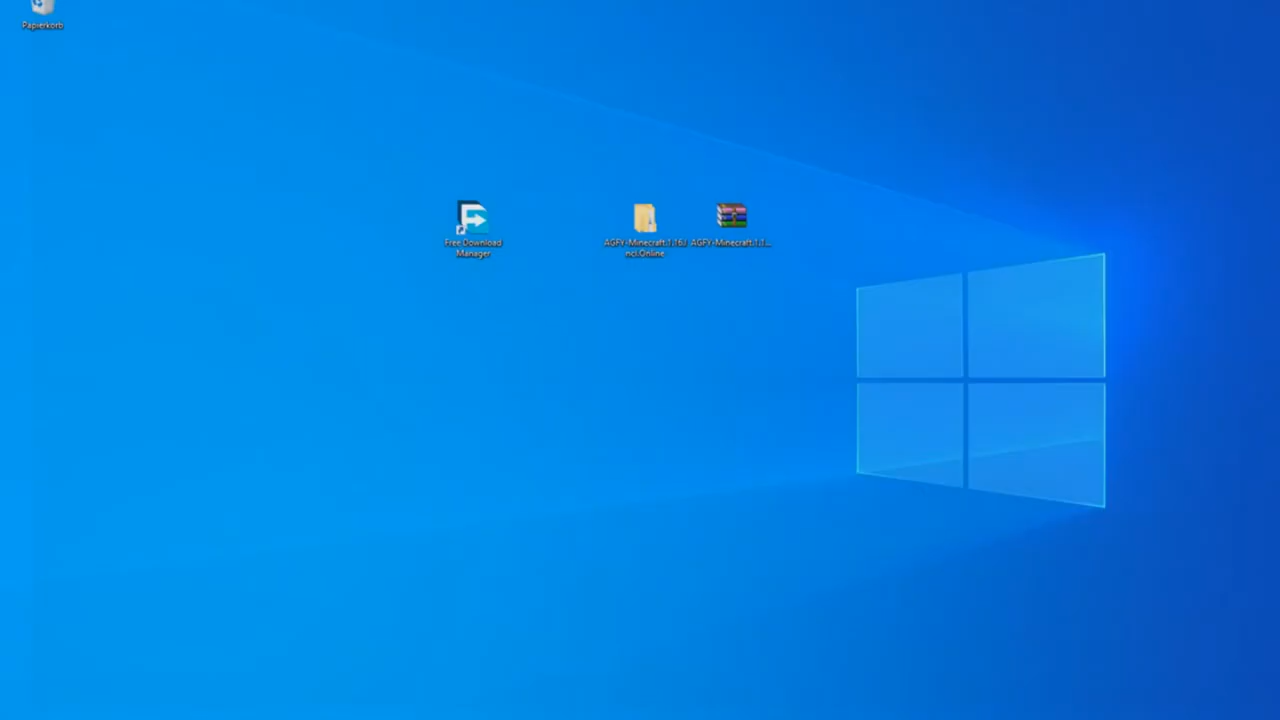 Papierkorb
Free Download
Manager
AGFY-Minecraft.1.16.I
ncl.Online
AGFY-Minecraft.1.1...